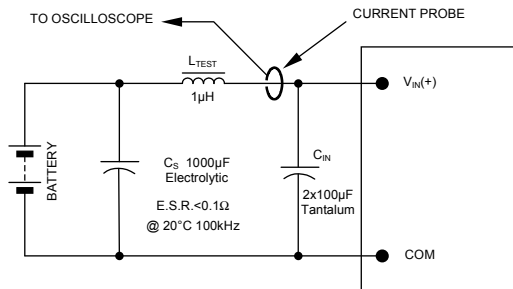 TO OSCILLOSCOPE
CURRENT PROBE
LTEST
1µH
VIN(+)
BATTERY
CS 1000µF
Electrolytic
E.S.R.<0.1Ω
@ 20°C 100kHz
CIN
2x100µF
Tantalum
COM